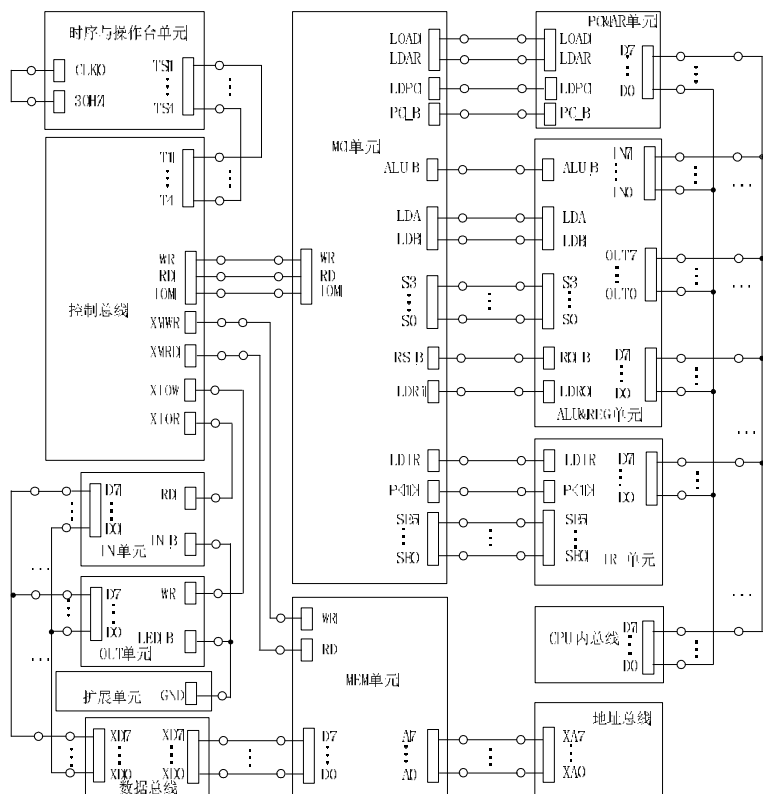 时序与操作台单元
CLK0
30HZ
TS1
TS4
T1
T4
WR
RD
IOM
控制总线
XMWR
XMRD
XIOW
XIOR
D7
D0
RD
IN_B
IN单元
D7
D0
WR
LED_B
OUT单元
扩展单元
GND
XD7
XD0
XD7
XD0
数据总线
MC单元
LOAD
LDAR
LDPC
PC_B
ALU_B
LDA
LDB
WR
RD
IOM
S3
S0
RS_B
LDRi
LDIR
P<1>
SE5
SE0
WR
RD
MEM单元
D7
D0
A7
A0
PC&AR单元
LOAD
LDAR
D7
D0
LDPC
PC_B
ALU_B
IN7
IN0
LDA
LDB
OUT7
OUT0
S3
S0
D7
D0
LDR0
ALU&REG单元
LDIR
D7
D0
P<1>
SE5
SE0
IR 单元
CPU内总线
D7
D0
地址总线
XA7
XA0